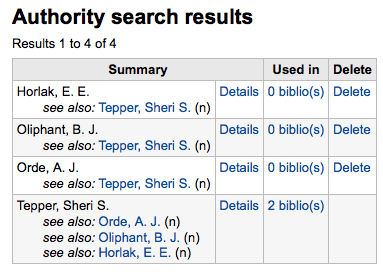 Authority search results
Results 1 to 4 of 4
Summary Used in Delete
Horlak, E. E. Details 0 biblio(s) Delete
see also: Tepper, Sheri S. (n)
Oliphant, B. J. Details 0 biblio(s) Delete
see also: Tepper, Sheri S. (n)
Orde, A. J. Details 0 biblio(s) Delete
see also: Tepper, Sheri S. (n)
Tepper, Sheri S. Details 2 biblio(s)
see also: Orde, A. J. (n)
see also: Oliphant, B. J. (n)
see also: Horlak, E. E. (n)